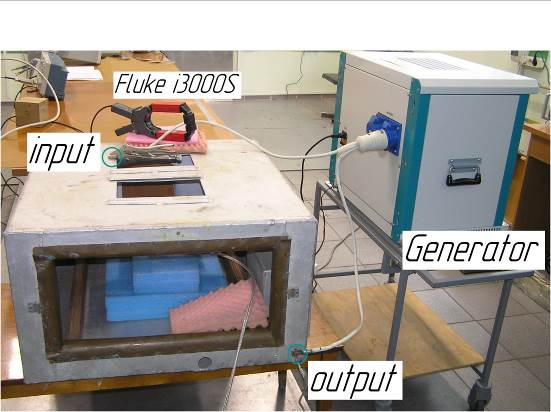 Fluke i3000S
input
Generator
output